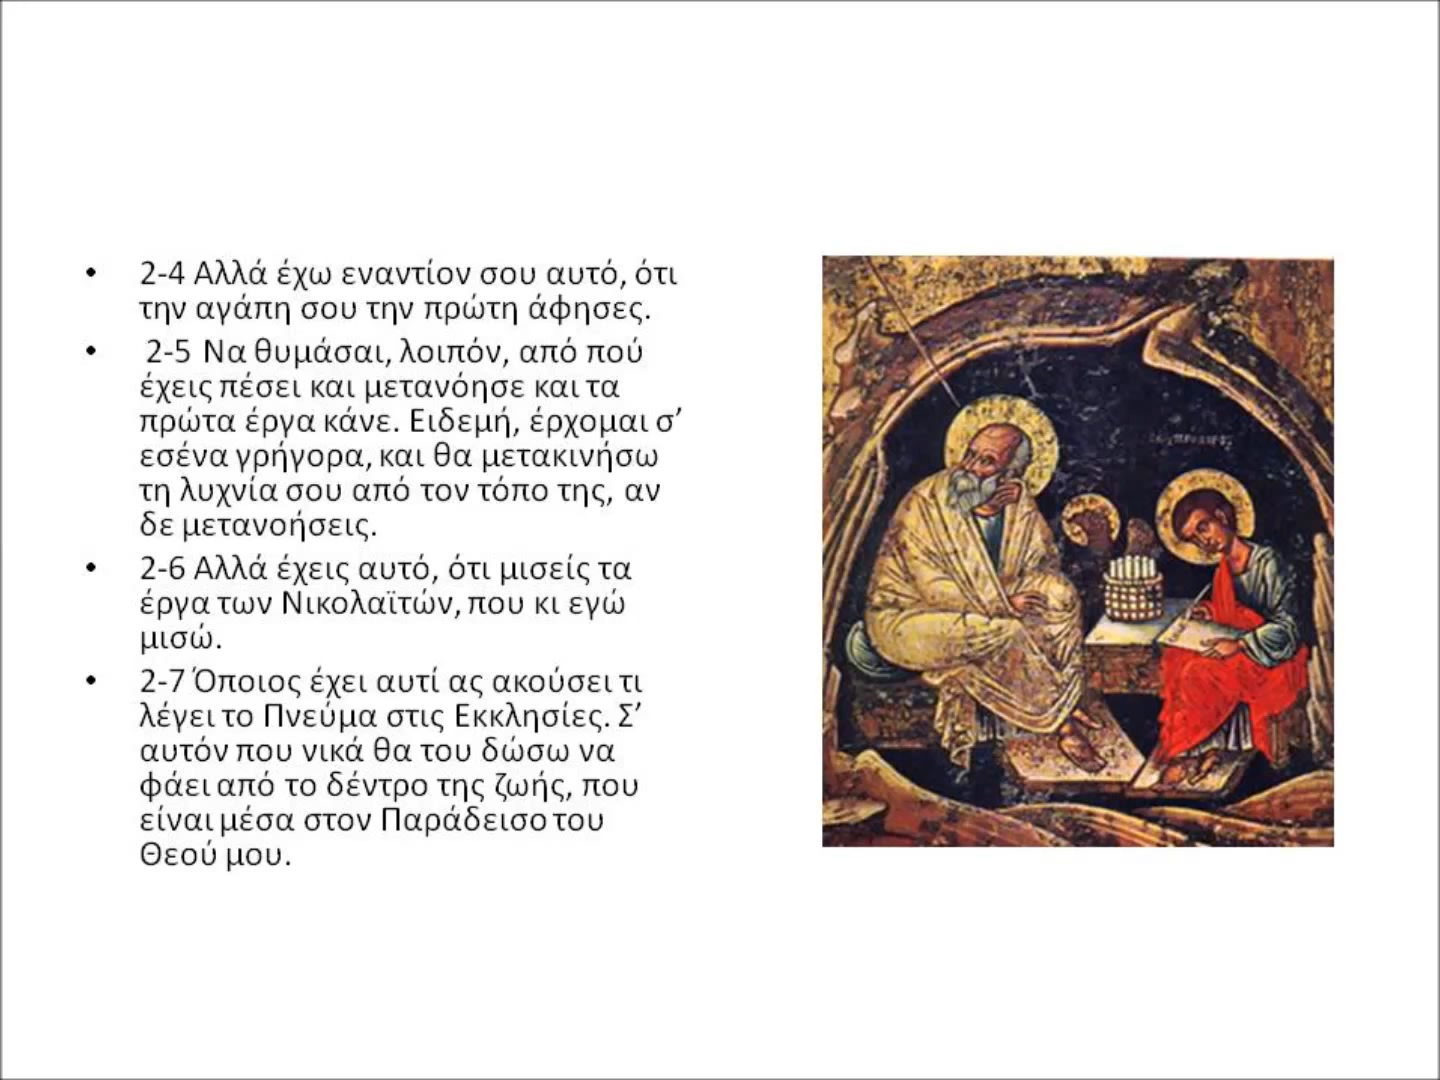 • 2-4 Αλλά έχω εναντίον σου αυτό, ότι
την αγάπη σου την πρώτη άφησες.
• 2-5 Να θυμάσαι, λοιπόν, από πού
έχεις πέσει και μετανόησε και τα
πρώτα έργα κάνε. Ειδεμή, έρχομαι σ’
εσένα γρήγορα, και θα μετακινήσω
τη λυχνία σου από τον τόπο της, αν
δε μετανοήσεις.
• 2-6 Αλλά έχεις αυτό, ότι μισείς τα
έργα των Νικολαϊτών, που κι εγώ
μισώ.
• 2-7 Όποιος έχει αυτί ας ακούσει τι
λέγει το Πνεύμα στις Εκκλησίες. Σ’
αυτόν που νικά θα του δώσω να
φάει από το δέντρο της ζωής, που
είναι μέσα στον Παράδεισο του
Θεού μου.